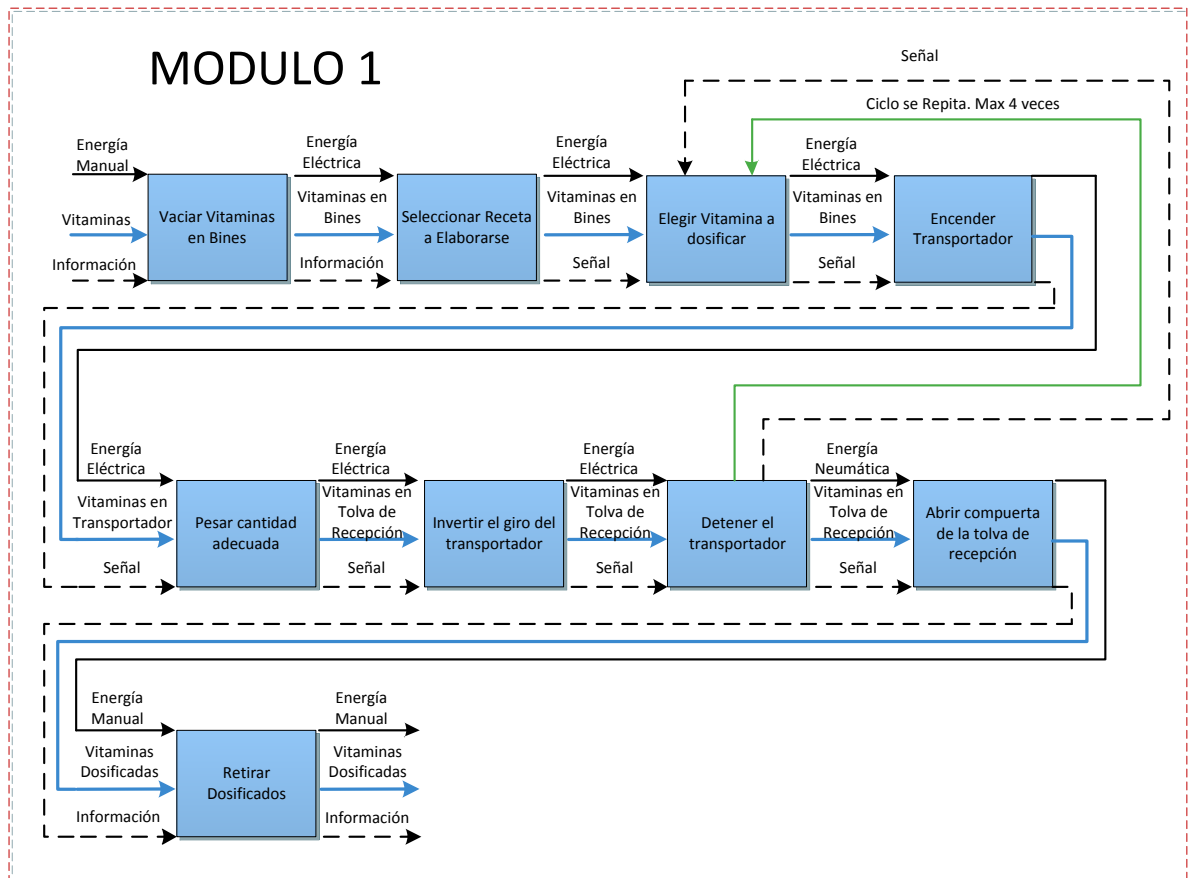 MODULO 1
Señal
Ciclo se Repita. Max 4 veces
Energía
Manual
Vitaminas
Información
Vaciar Vitaminas
en Bines
Energía
Eléctrica
Vitaminas en
Bines
Información
Seleccionar Receta
a Elaborarse
Energía
Eléctrica
Vitaminas en
Bines
Señal
Elegir Vitamina a
dosificar
Energía
Eléctrica
Vitaminas en
Bines
Señal
Encender
Transportador
Energía
Eléctrica
Vitaminas en
Transportador
Señal
Pesar cantidad
adecuada
Energía
Eléctrica
Vitaminas en
Tolva de
Recepción
Señal
Invertir el giro del
transportador
Energía
Eléctrica
Vitaminas en
Tolva de
Recepción
Señal
Detener el
transportador
Energía
Neumática
Vitaminas en
Tolva de
Recepción
Señal
Abrir compuerta
de la tolva de
recepción
Energía
Manual
Vitaminas
Dosificadas
Información
Retirar
Dosificados
Energía
Manual
Vitaminas
Dosificadas
Información